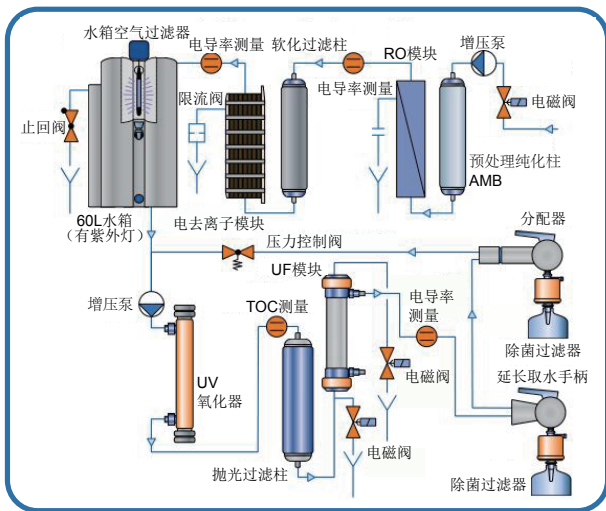 水箱空气过滤器
电导率测量
软化过滤柱
RO模块
增压泵
限流阀
电导率测量
电磁阀
止回阀
预处理纯化柱
AMB
60L水箱
（有紫外灯）
电去离子模块
分配器
压力控制阀
UF模块
增压泵
TOC测量
电导率
测量
除菌过滤器
UV
氧化器
电磁阀
延长取水手柄
抛光过滤柱
电磁阀
除菌过滤器